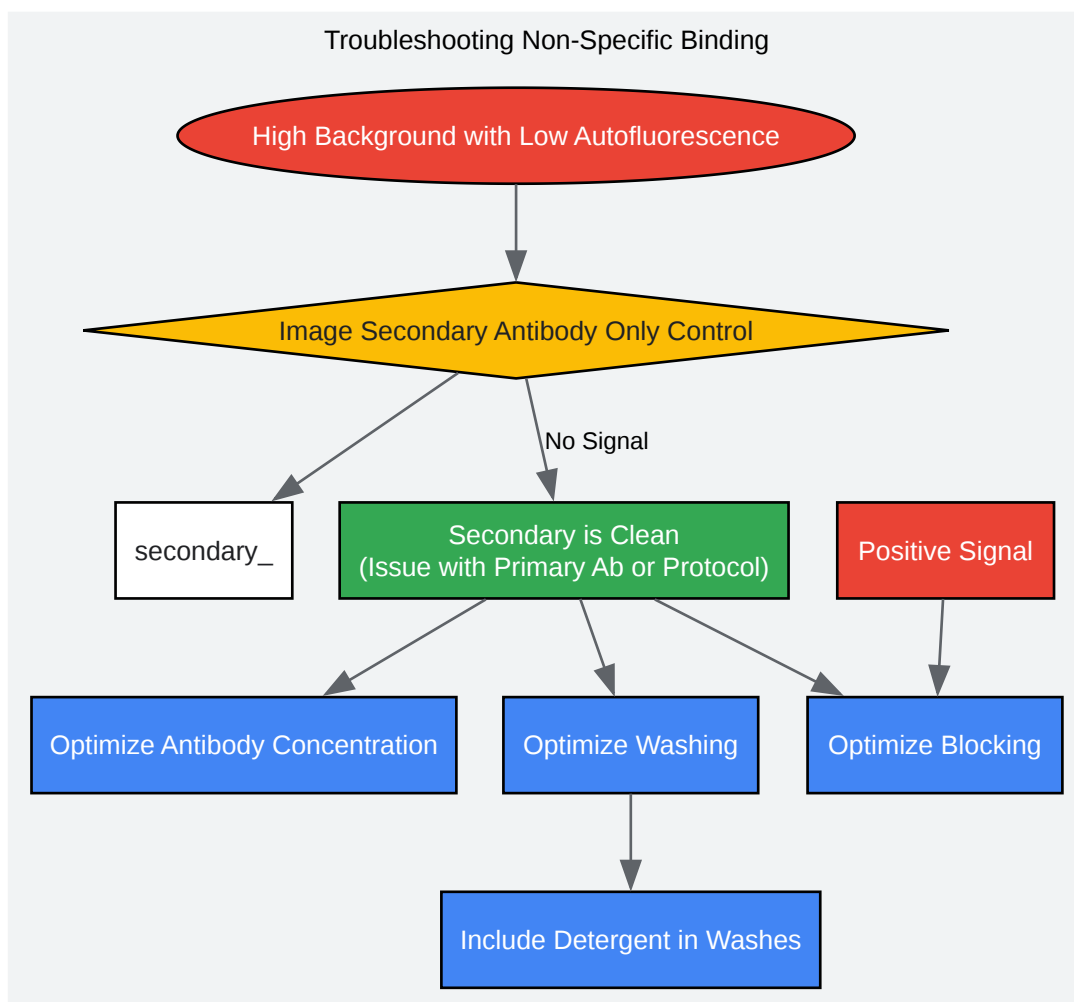 Troubleshooting Non-Specific Binding
High Background with Low Autofluorescence
Image Secondary Antibody Only Control
No Signal
secondary_
Secondary is Clean
(Issue with Primary Ab or Protocol)
Positive Signal
Optimize Antibody Concentration
Optimize Washing
Optimize Blocking
Include Detergent in Washes